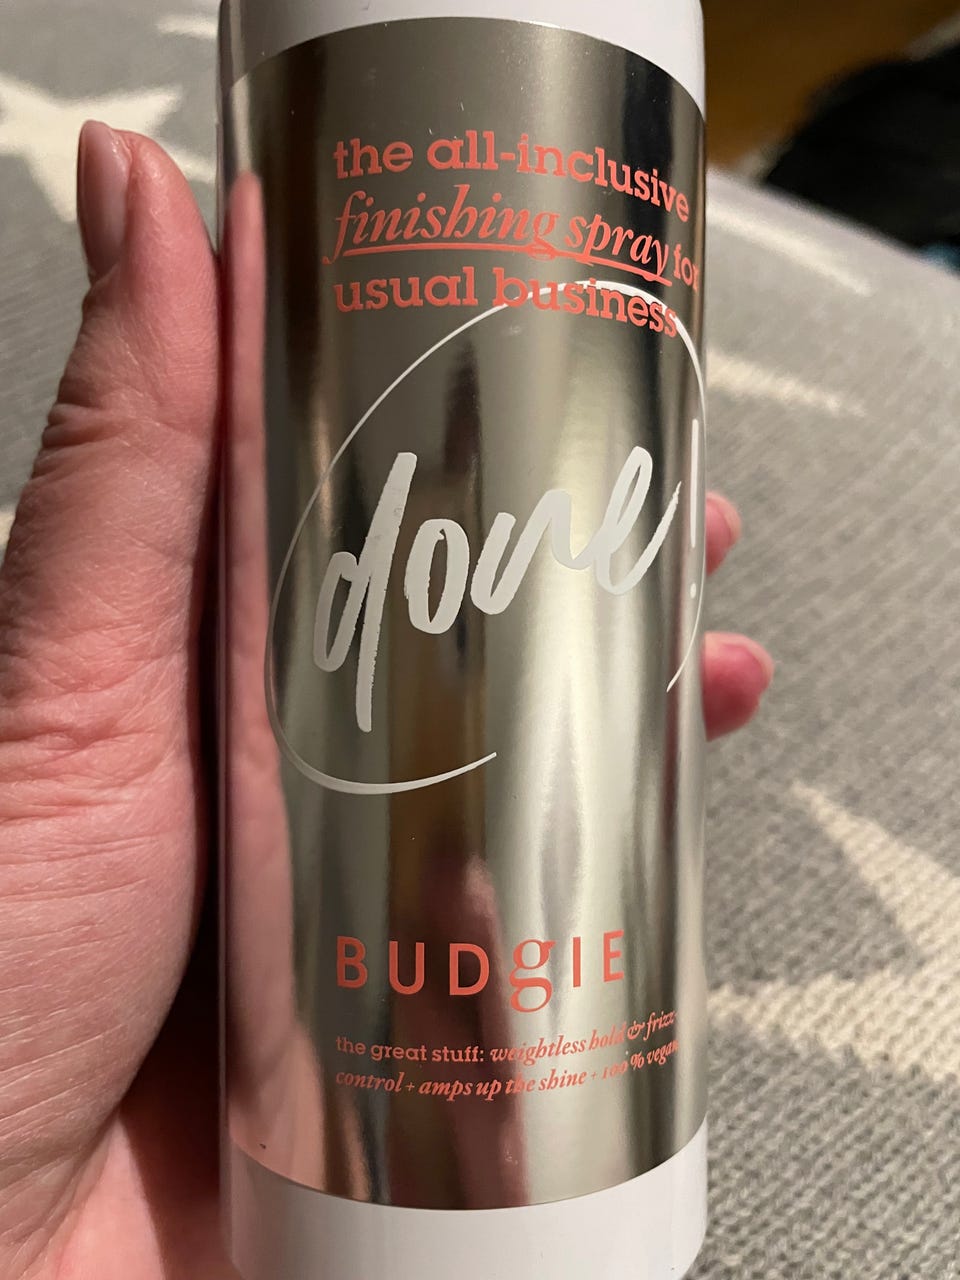 the all-inclusive
finishing spray for
usual business
done!
BUDgIE
the great stuff: weightless hold & frizz-
control + amps up the shine + 100% vegan